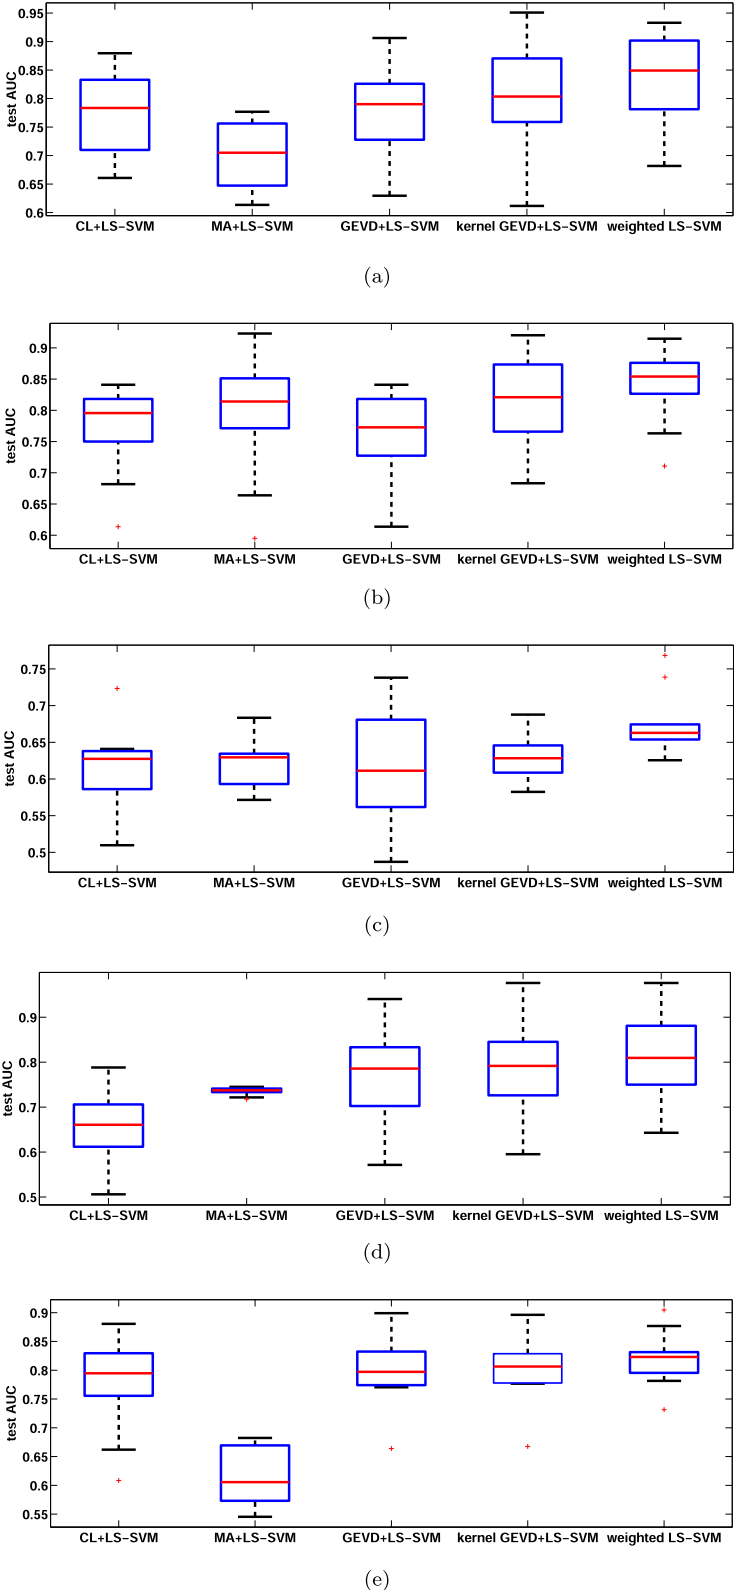 0.95
0.9
0.85
0.8
0.75
0.7
0.65
0.6
test AUC
CL+LS−SVM MA+LS−SVM GEVD+LS−SVM kernel GEVD+LS−SVM weighted LS−SVM
(a)
0.9
0.85
0.8
0.75
0.7
0.65
0.6
test AUC
CL+LS−SVM MA+LS−SVM GEVD+LS−SVM kernel GEVD+LS−SVM weighted LS−SVM
(b)
0.75
0.7
0.65
0.6
0.55
0.5
test AUC
CL+LS−SVM MA+LS−SVM GEVD+LS−SVM kernel GEVD+LS−SVM weighted LS−SVM
(c)
0.9
0.8
0.7
0.6
0.5
test AUC
CL+LS−SVM MA+LS−SVM GEVD+LS−SVM kernel GEVD+LS−SVM weighted LS−SVM
(d)
0.9
0.85
0.8
0.75
0.7
0.65
0.6
0.55
test AUC
CL+LS−SVM MA+LS−SVM GEVD+LS−SVM kernel GEVD+LS−SVM weighted LS−SVM
(e)